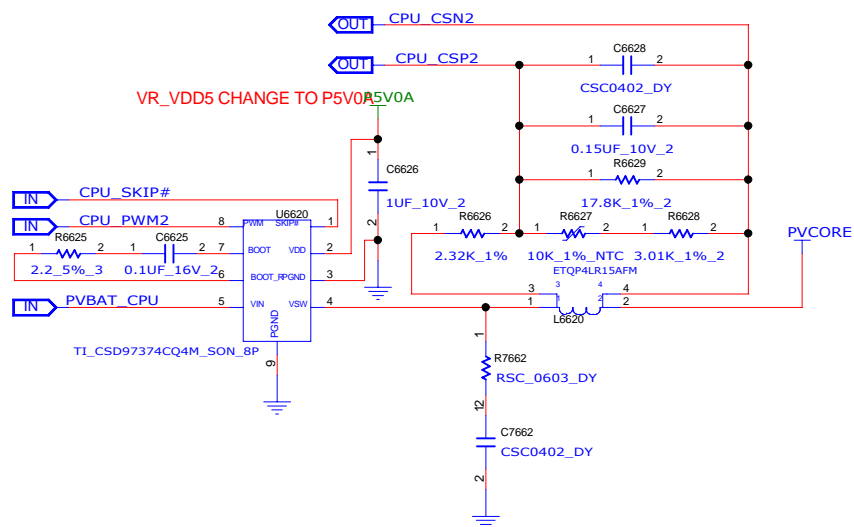 OUT CPU_CSN2
OUT CPU_CSP2 1 C6628 2
CSC0402_DY
VR_VDD5 CHANGE TO P5V0A P5V0A
1 C6627 2
0.15UF_10V_2
1 C6626
1UF_10V_2
2
1 R6629 2
17.8K_1%_2
IN CPU_SKIP#
IN CPU_PWM2
U6620
8 PWM SKIP# 1
7 BOOT VDD 2
6 BOOT_R PGND 3
5 VIN VSW 4
PGND
9
TI_CSD97374CQ4M_SON_8P
1 R6625 2 1 C6625 2
2.2_5%_3 0.1UF_16V_2
IN PVBAT_CPU
1 R6626 2 1 R6627 2 1 R6628 2
2.32K_1% 10K_1%_NTC 3.01K_1%_2
PVCORE
ETQP4LR15AFM
3 3 4 4
1 1 2 2
L6620
1
R7662
RSC_0603_DY
2
1
C7662
CSC0402_DY
2